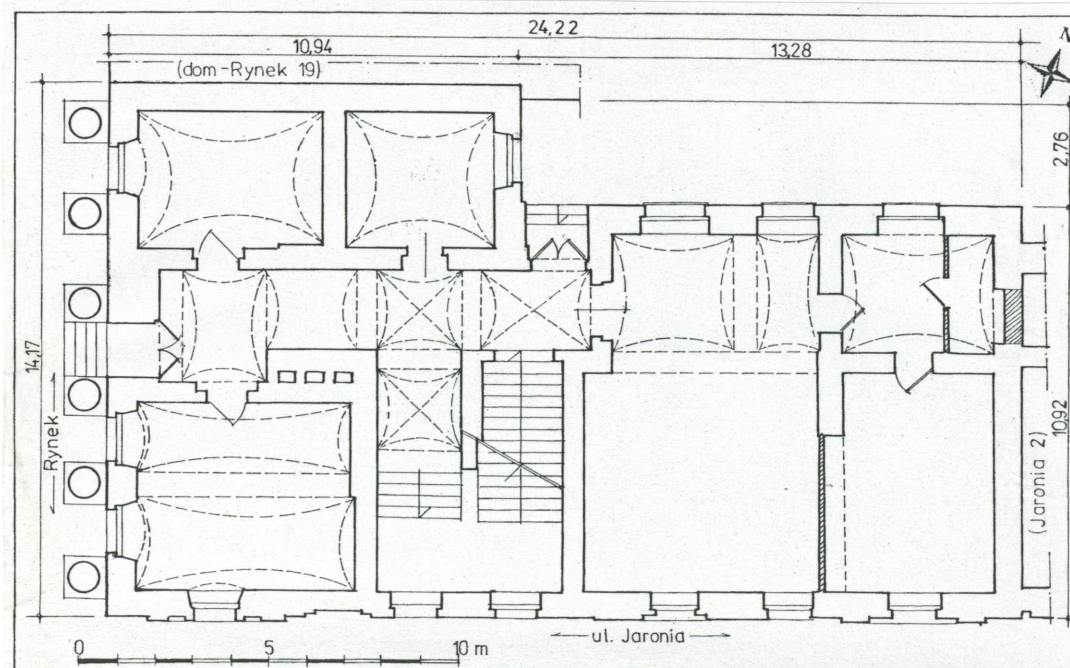 24,22
10,94
13,28
N
(dom-Rynek 19)
2,76
14,17
Rynek
10,92
(Jaronia 2)
ul. Jaronia
0 5 10 m